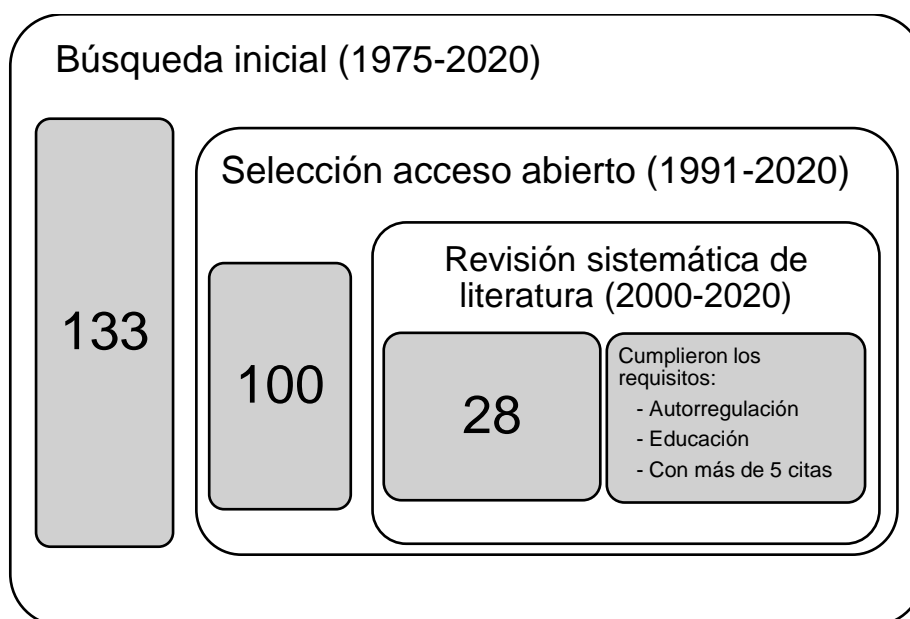 Búsqueda inicial (1975-2020)
133
Selección acceso abierto (1991-2020)
100
Revisión sistemática de
literatura (2000-2020)
28
Cumplieron los
requisitos:
- Autorregulación
- Educación
- Con más de 5 citas